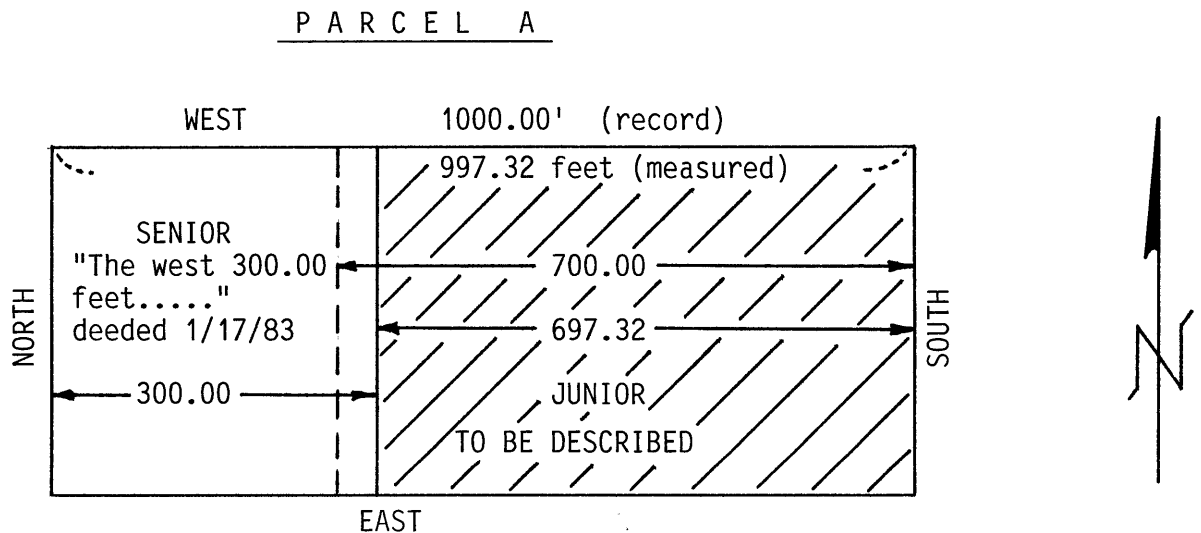 PARCEL A
WEST 1000.00' (record)
997.32 feet (measured)
SENIOR
"The west 300.00
feet....."
deeded 1/17/83
700.00
NORTH
SOUTH
697.32
300.00
JUNIOR
TO BE DESCRIBED
EAST
N